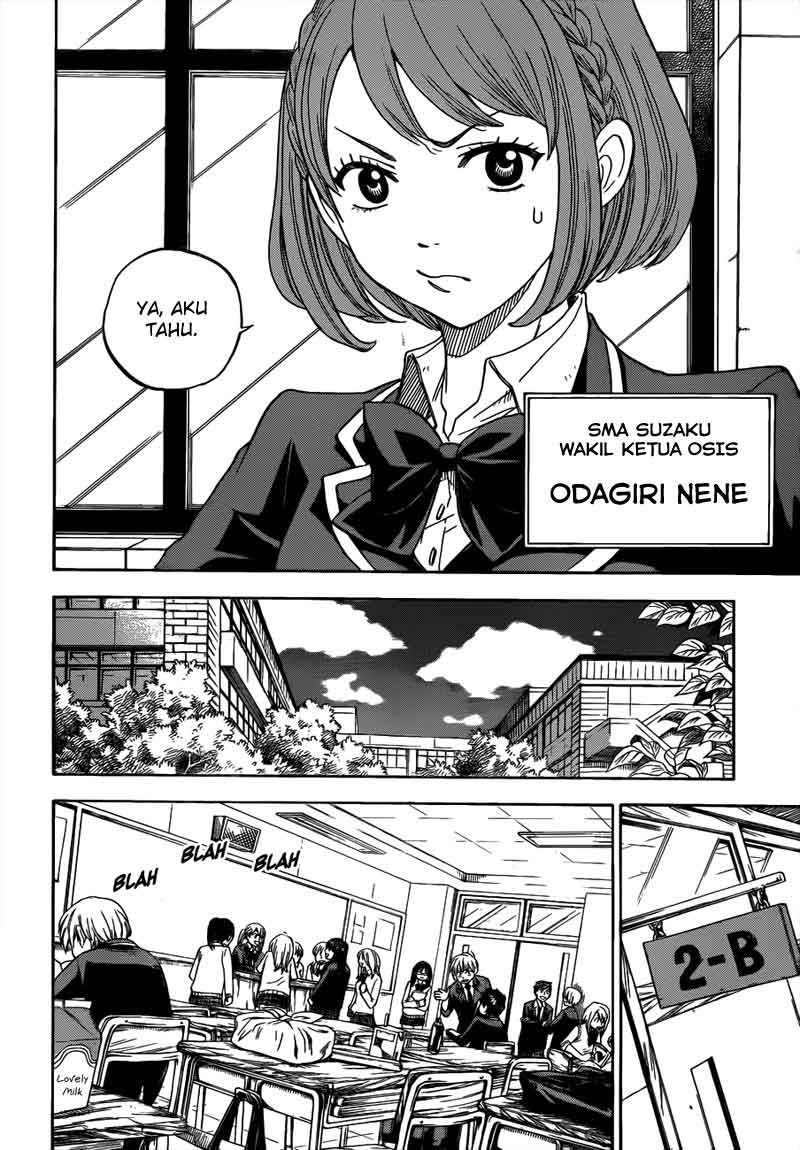 YA, AKU
TAHU.
SMA SUZAKU
WAKIL KETUA OSIS
ODAGIRI NENE
BLAH
BLAH
BLAH
2-B
Lovely
Milk